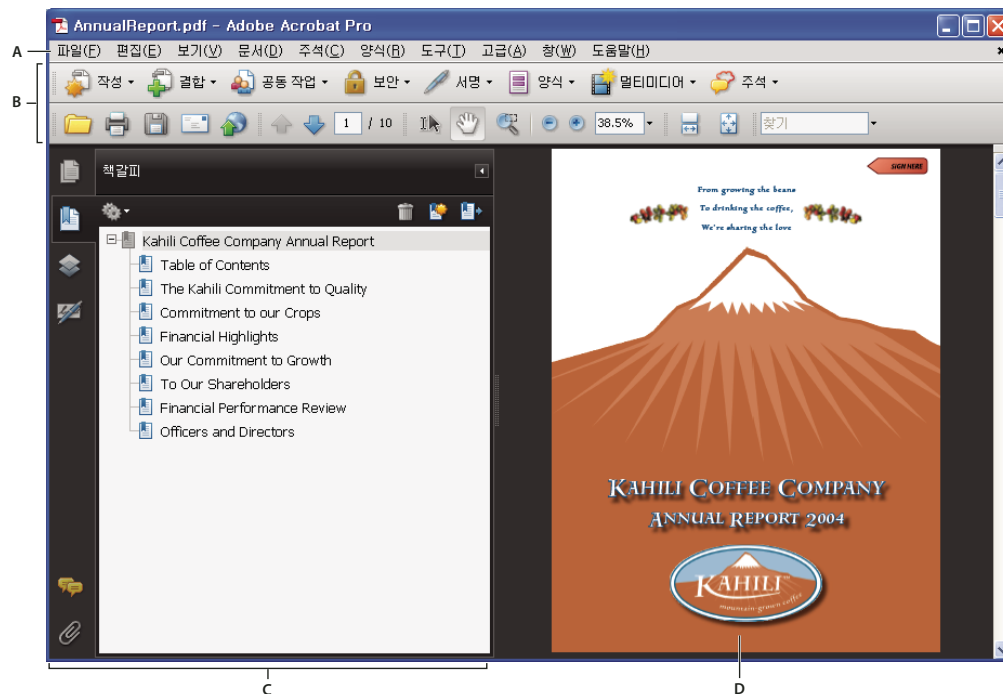 AnnualReport.pdf - Adobe Acrobat Pro
A
파일(F) 편집(E) 보기(V) 문서(D) 주석(C) 양식(R) 도구(T) 고급(A) 창(W) 도움말(H)
B
작성 결합 공동 작업 보안 서명 양식 멀티미디어 주석
1 / 10 38.5% 찾기
책갈피
Kahili Coffee Company Annual Report
Table of Contents
The Kahili Commitment to Quality
Commitment to our Crops
Financial Highlights
Our Commitment to Growth
To Our Shareholders
Financial Performance Review
Officers and Directors
SIGN HERE
From growing the beans
To drinking the coffee,
We're sharing the love
KAHILI COFFEE COMPANY
ANNUAL REPORT 2004
KAHILI
mountain-grown coffee
C
D